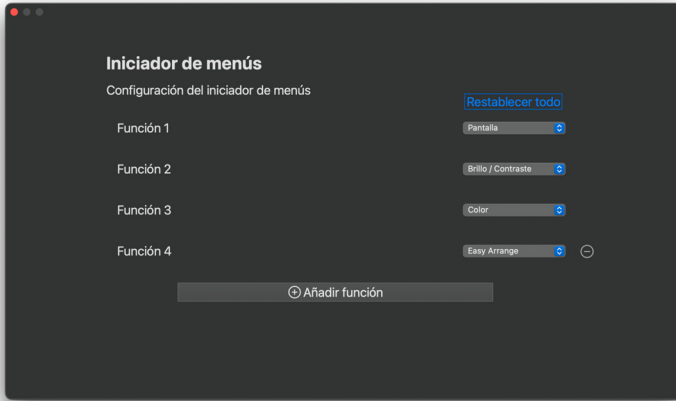 Iniciador de menús
Configuración del iniciador de menús
Restablecer todo
Función 1
Pantalla
Función 2
Brillo / Contraste
Función 3
Color
Función 4
Easy Arrange
Añadir función